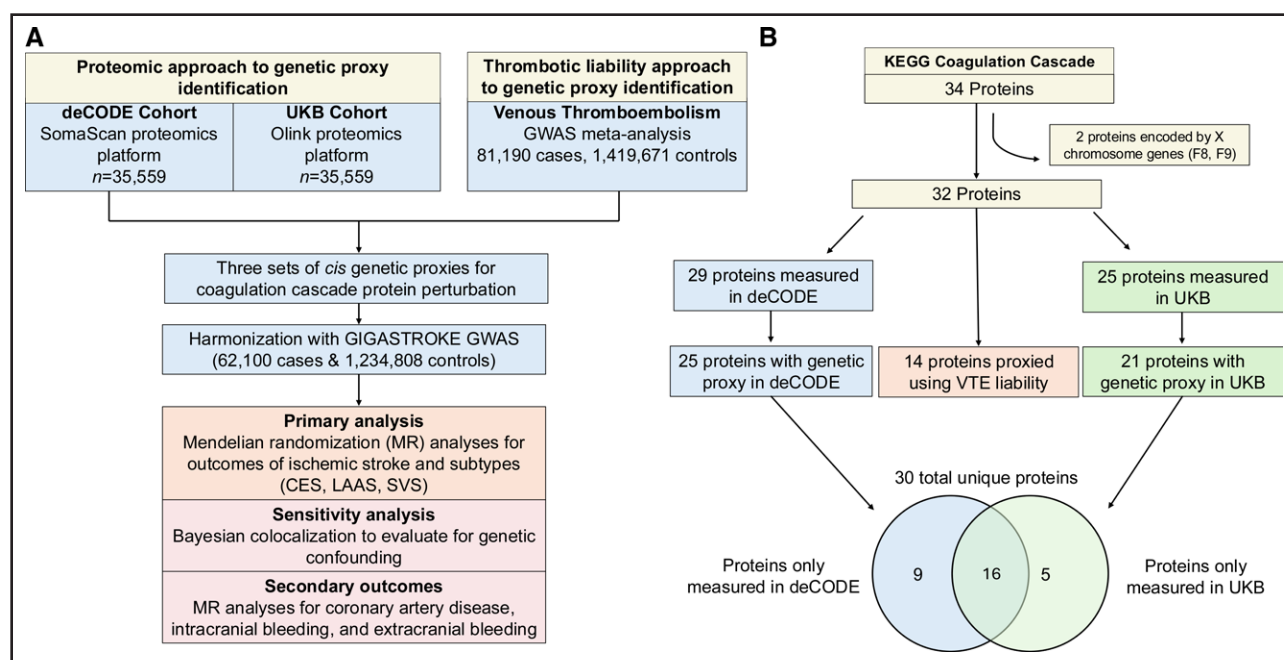 A
Proteomic approach to genetic proxy
identification
deCODE Cohort
SomaScan proteomics
platform
n=35,559
UKB Cohort
Olink proteomics
platform
n=35,559
Thrombotic liability approach
to genetic proxy identification
Venous Thromboembolism
GWAS meta-analysis
81,190 cases, 1,419,671 controls
Three sets of cis genetic proxies for
coagulation cascade protein perturbation
Harmonization with GIGASTROKE GWAS
(62,100 cases & 1,234,808 controls)
Primary analysis
Mendelian randomization (MR) analyses for
outcomes of ischemic stroke and subtypes
(CES, LAAS, SVS)
Sensitivity analysis
Bayesian colocalization to evaluate for genetic
confounding
Secondary outcomes
MR analyses for coronary artery disease,
intracranial bleeding, and extracranial bleeding
B
KEGG Coagulation Cascade
34 Proteins
2 proteins encoded by X
chromosome genes (F8, F9)
32 Proteins
29 proteins measured
in deCODE
25 proteins measured
in UKB
25 proteins with genetic
proxy in deCODE
14 proteins proxied
using VTE liability
21 proteins with
genetic proxy in UKB
30 total unique proteins
Proteins only
measured in deCODE
9
16
5
Proteins only
measured in UKB